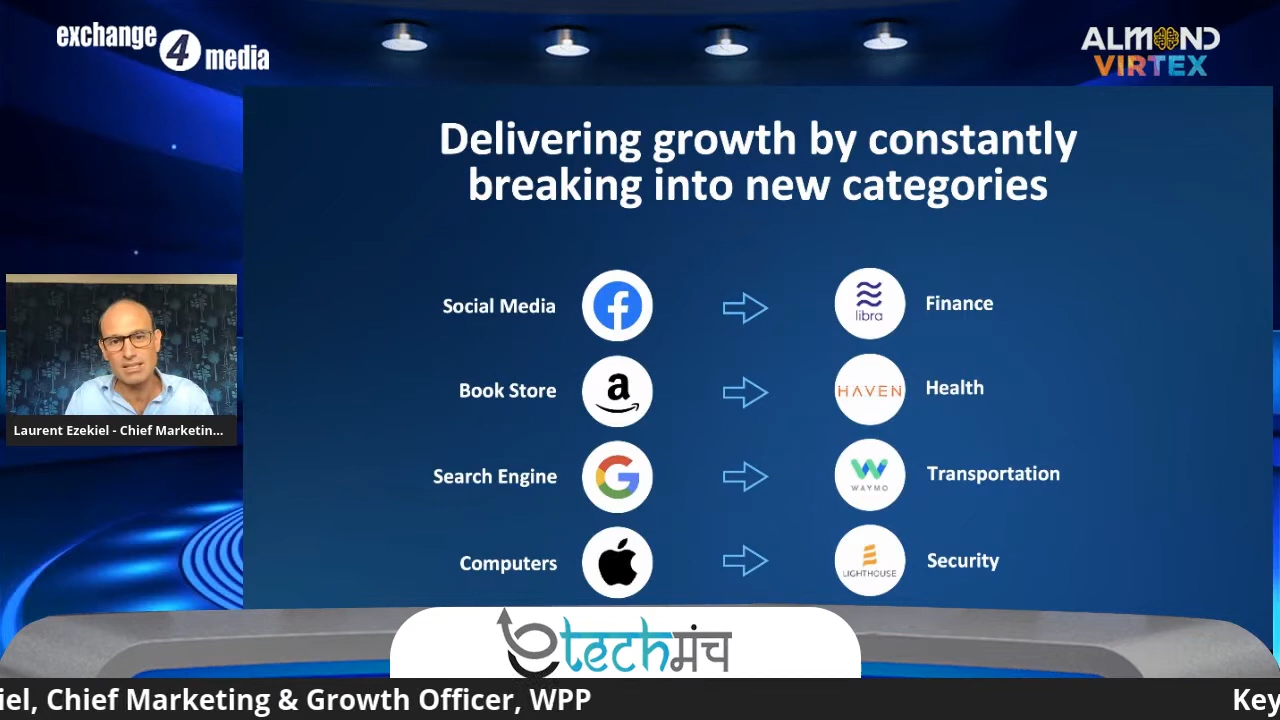 exchange
4
media
ALMOND
VIRTEX
Delivering growth by constantly
breaking into new categories
Social Media
libra
Finance
Book Store
a
HAVEN
Health
Search Engine
G
WAYMO
Transportation
Computers
LIGHTHOUSE
Security
Laurent Ezekiel - Chief Marketin...
etechमंच
iel, Chief Marketing & Growth Officer, WPP
Key